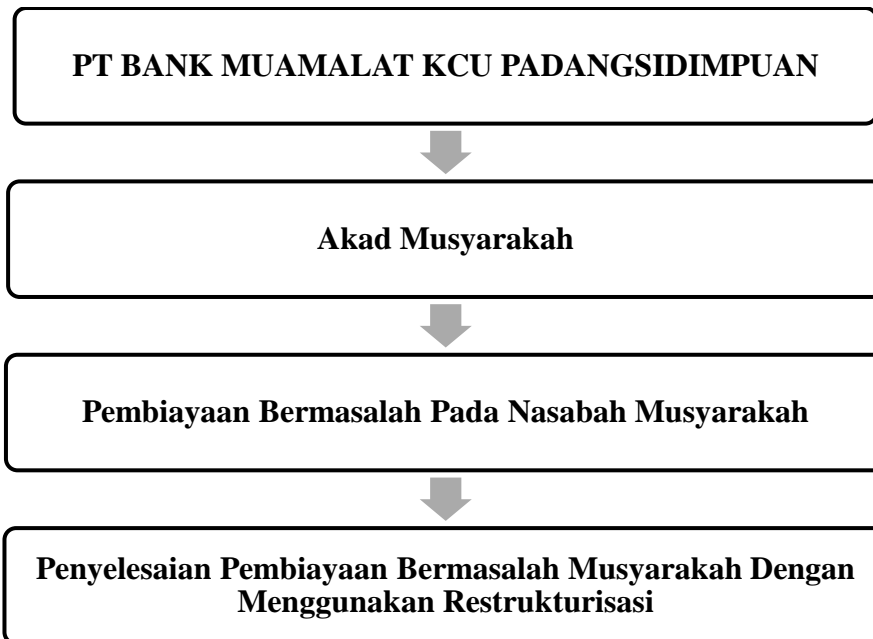 PT BANK MUAMALAT KCU PADANGSIDIMPUAN
Akad Musyarakah
Pembiayaan Bermasalah Pada Nasabah Musyarakah
Penyelesaian Pembiayaan Bermasalah Musyarakah Dengan
Menggunakan Restrukturisasi